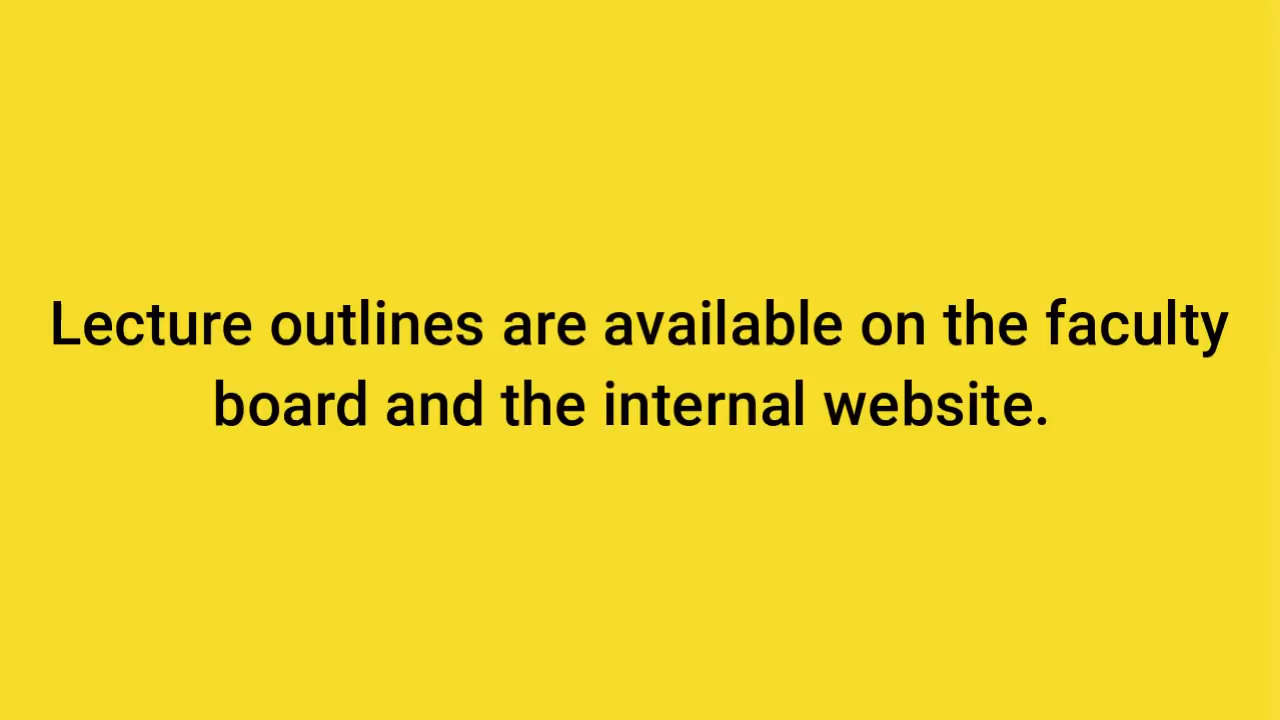 Lecture outlines are available on the faculty
board and the internal website.